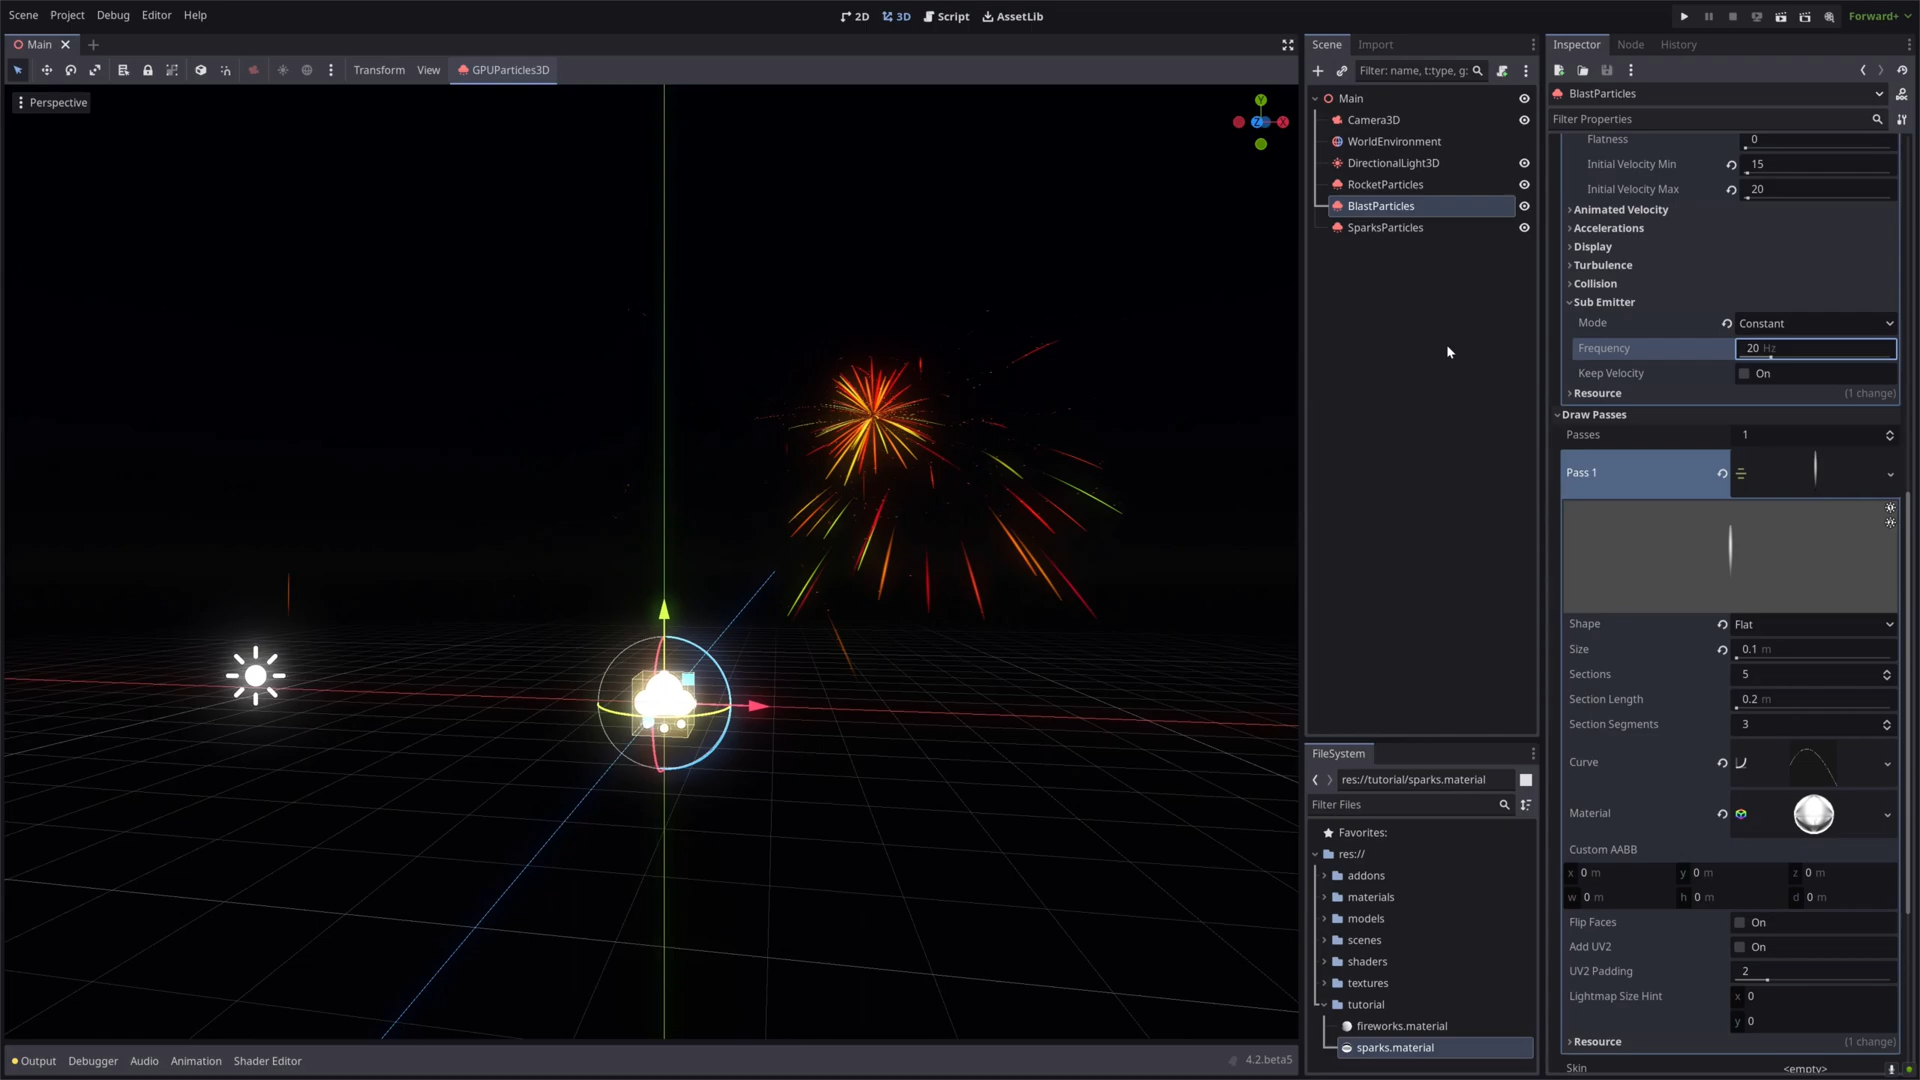 Scene Project Debug Editor Help
2D 3D Script AssetLib
Forward+
Main
Transform View GPUParticles3D
Perspective
Y
Z X
Output Debugger Audio Animation Shader Editor
4.2.beta5
Scene Import
Filter: name, t:type, g:
Main
Camera3D
WorldEnvironment
DirectionalLight3D
RocketParticles
BlastParticles
SparksParticles
FileSystem
res://tutorial/sparks.material
Filter Files
Favorites:
res://
addons
materials
models
scenes
shaders
textures
tutorial
fireworks.material
sparks.material
Inspector Node History
BlastParticles
Filter Properties
Flatness 0
Initial Velocity Min 15
Initial Velocity Max 20
Animated Velocity
Accelerations
Display
Turbulence
Collision
Sub Emitter
Mode Constant
Frequency 20 Hz
Keep Velocity On
Resource (1 change)
Draw Passes
Passes 1
Pass 1
Shape Flat
Size 0.1 m
Sections 5
Section Length 0.2 m
Section Segments 3
Curve
Material
Custom AABB
x 0 m y 0 m z 0 m
w 0 m h 0 m d 0 m
Flip Faces On
Add UV2 On
UV2 Padding 2
Lightmap Size Hint x 0
y 0
Resource (1 change)
Skin <empty>